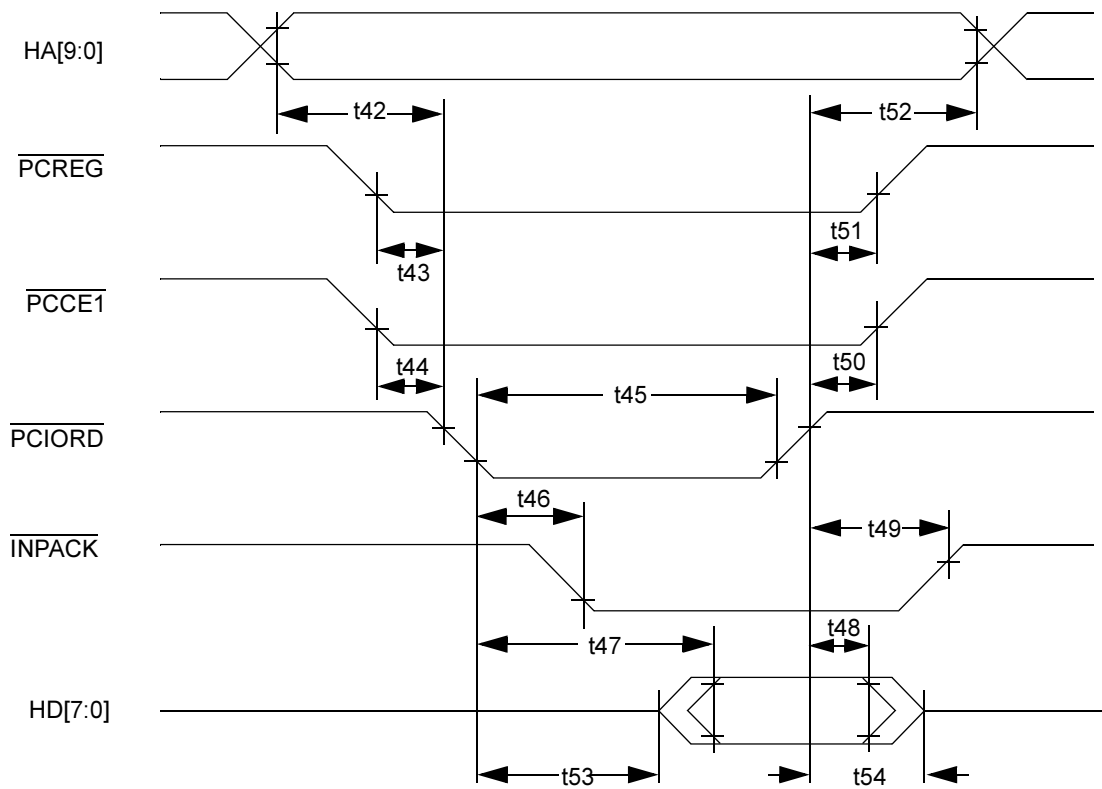 HA[9:0]
t42
t52
PCREG
t51
t43
PCCE1
t44
t50
t45
PCIORD
t46
t49
INPACK
t48
t47
HD[7:0]
t53
t54